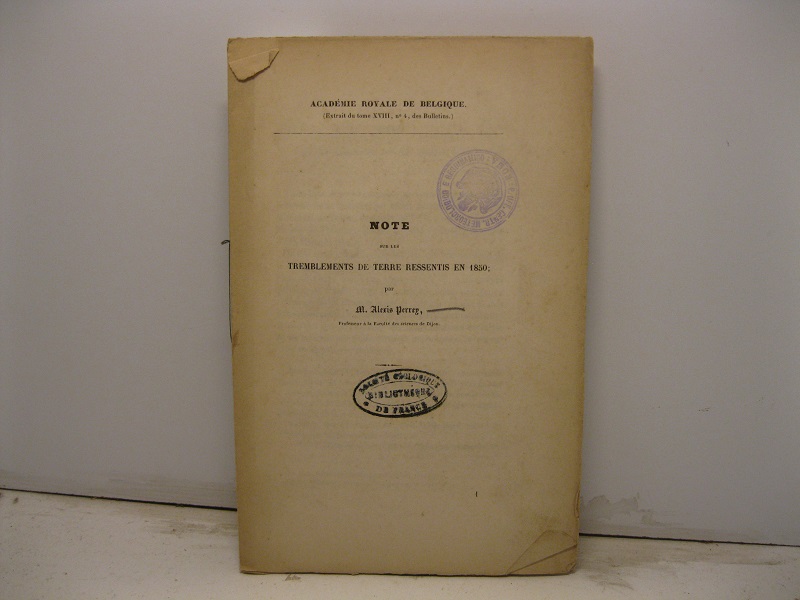 ACADÉMIE ROYALE DE BELGIQUE.
(Extrait du tome XVIII, nº 4, des Bulletins.)
NOTE
SUR LES
TREMBLEMENTS DE TERRE RESSENTIS EN 1850;
par
M. Alexis Perrey,
Professeur à la Faculté des sciences de Dijon.
SOCIÉTÉ GÉOLOGIQUE
BIBLIOTHÈQUE
DE FRANCE
1